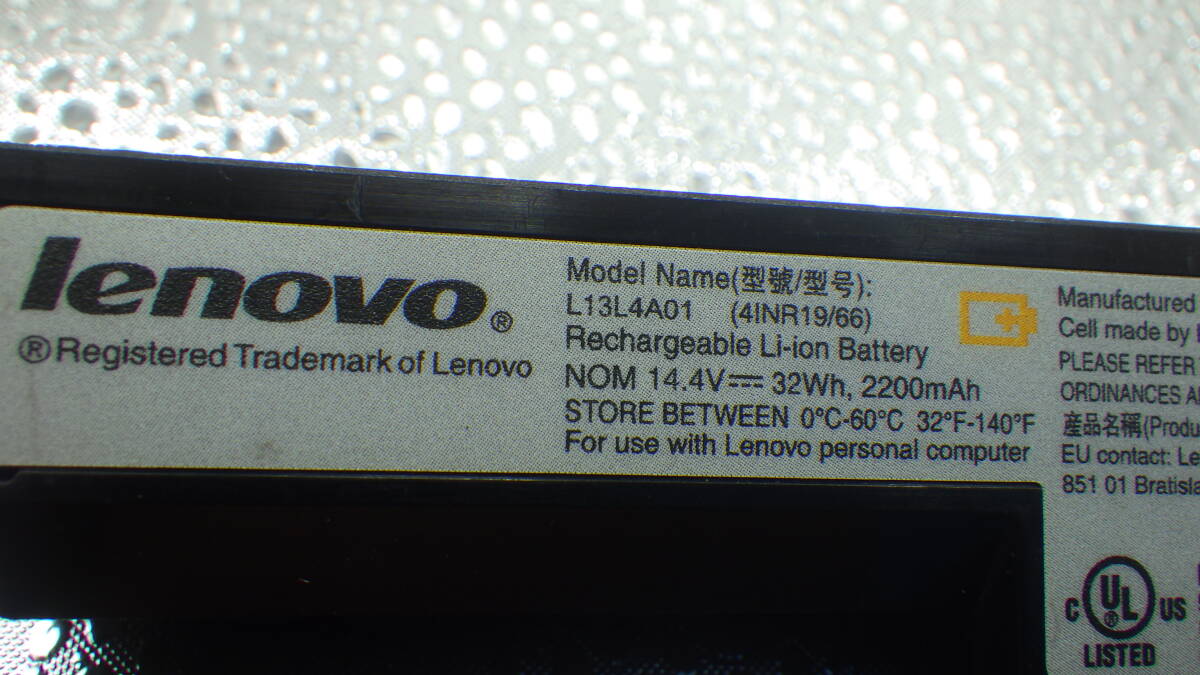 lenovo®
®Registered Trademark of Lenovo
Model Name(型號/型号):
L13L4A01 (4INR19/66)
Rechargeable Li-ion Battery
NOM 14.4V⎓ 32Wh, 2200mAh
STORE BETWEEN 0°C-60°C 32°F-140°F
For use with Lenovo personal computer
Manufactured
Cell made by
PLEASE REFER
ORDINANCES
產品名稱(Produ
EU contact: Le
851 01 Bratisla
C UL® US
LISTED